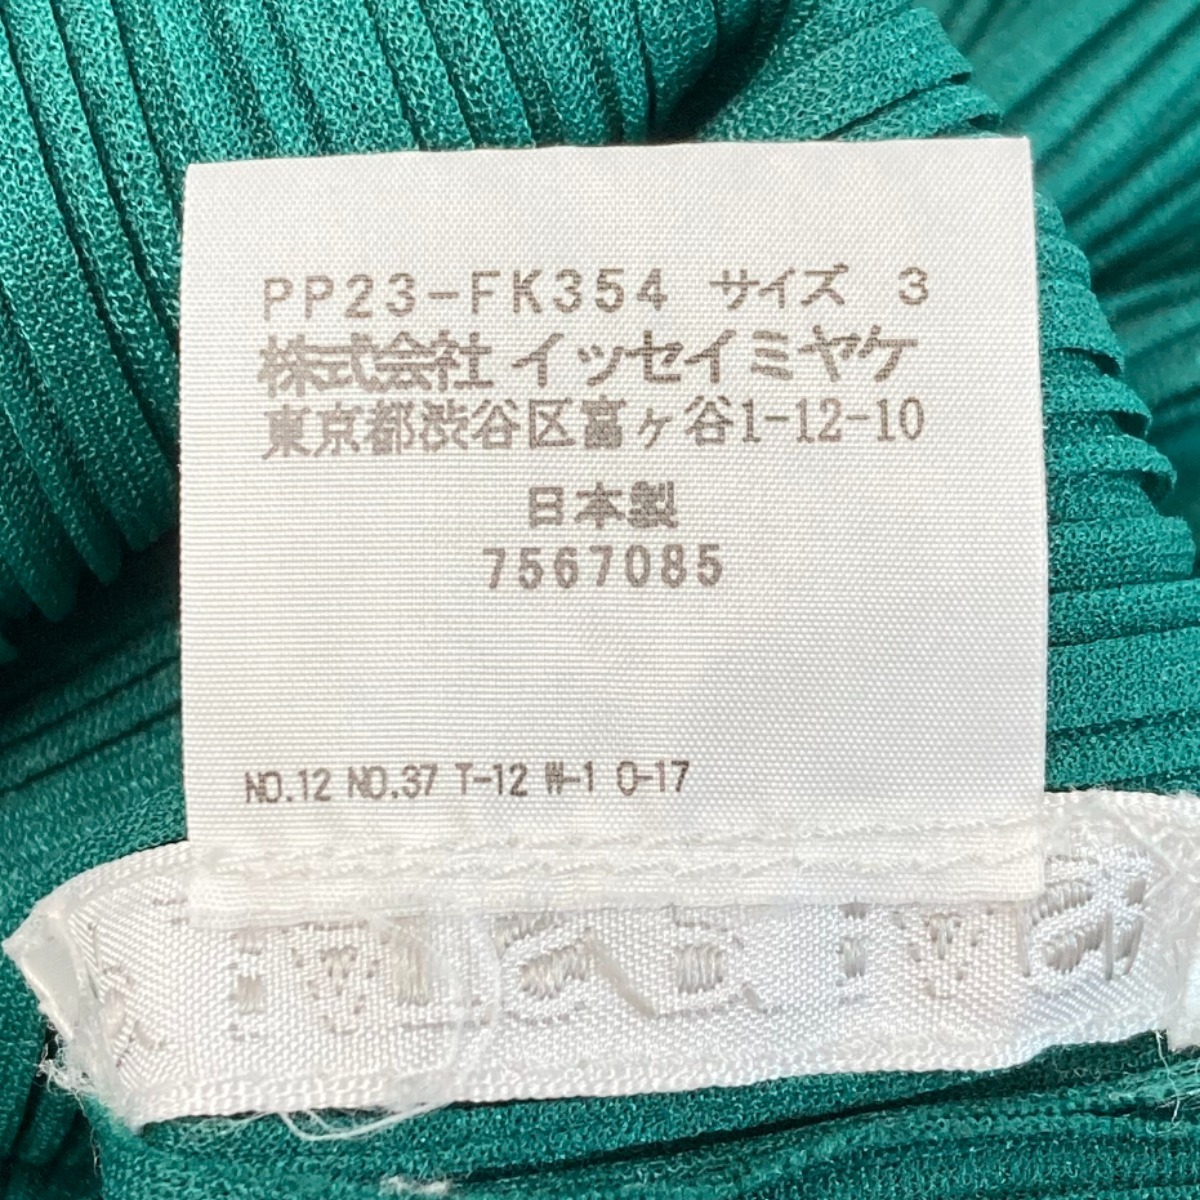 PP23-FK354 サイズ 3
株式会社イッセイミヤケ
東京都渋谷区富ヶ谷1-12-10
日本製
7567085
NO.12 NO.37 T-12 W-1 O-17